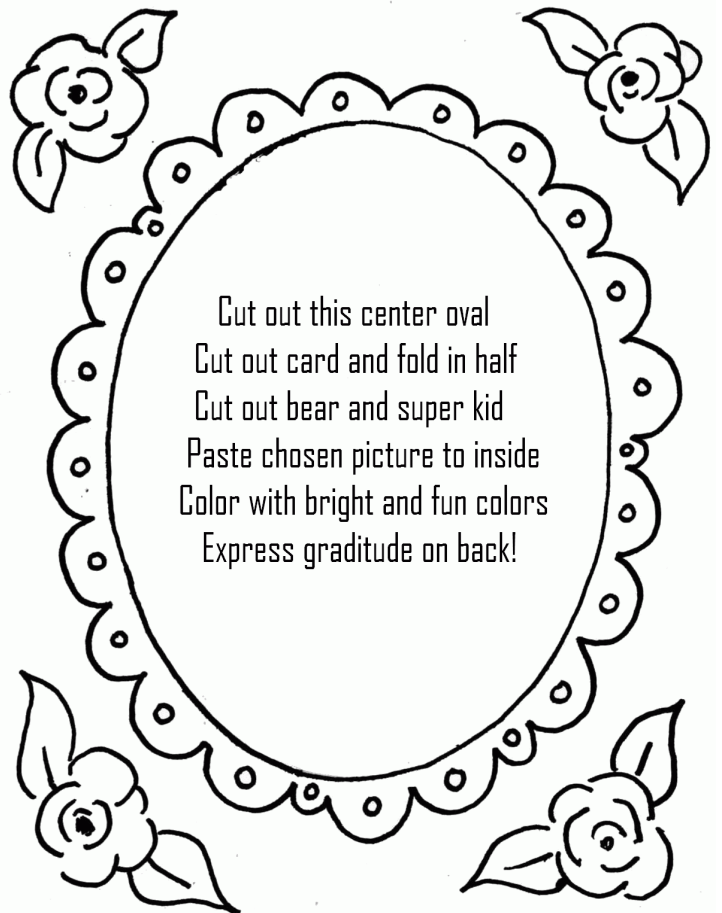 Cut out this center oval
Cut out card and fold in half
Cut out bear and super kid
Paste chosen picture to inside
Color with bright and fun colors
Express graditude on back!